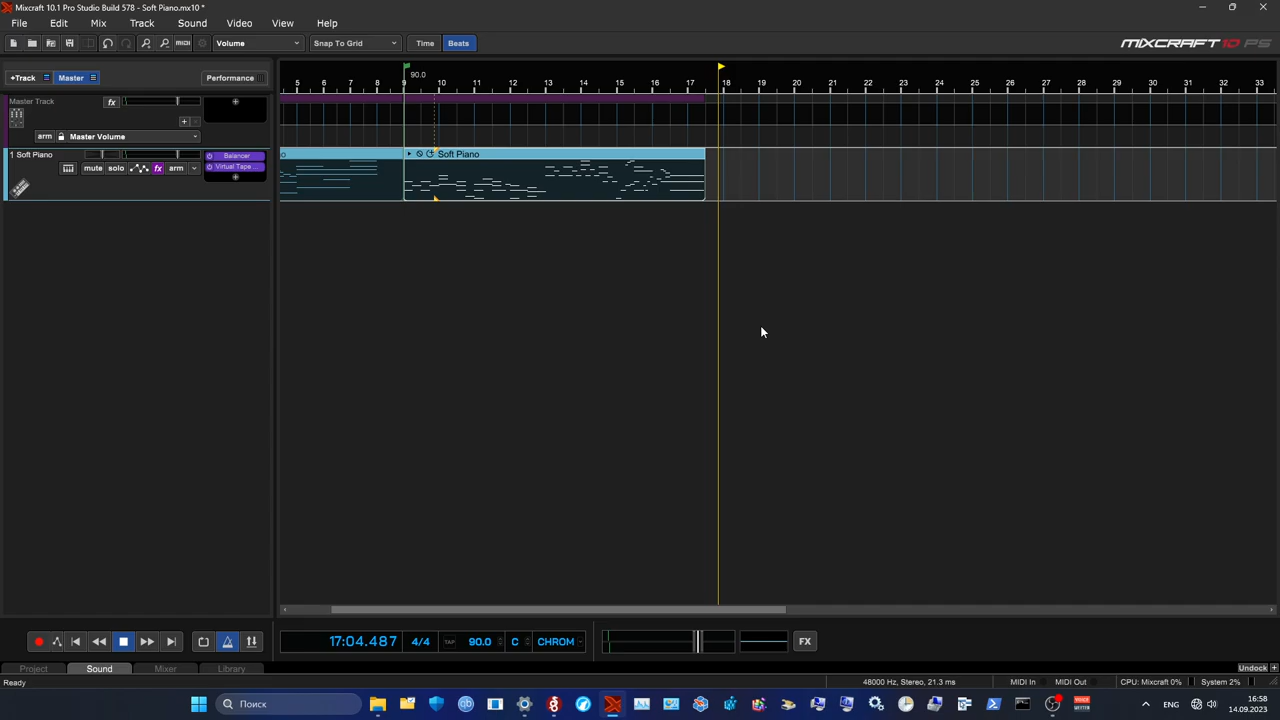 Mixcraft 10.1 Pro Studio Build 578 - Soft Piano.mx10 *
File Edit Mix Track Sound Video View Help
MIDI Volume Snap To Grid Time Beats MIXCRAFT 10 PS
+Track Master Performance
90.0
5 6 7 8 9 10 11 12 13 14 15 16 17 18 19 20 21 22 23 24 25 26 27 28 29 30 31 32 33
Master Track fx
arm Master Volume
1 Soft Piano Balancer
mute solo fx arm Virtual Tape ...
o Soft Piano
17:04.487 4/4 TAP 90.0 C CHROM FX
Project Sound Mixer Library Undock
Ready 48000 Hz, Stereo, 21.3 ms MIDI In MIDI Out CPU: Mixcraft 0% System 2%
Поиск ENG 16:58
14.09.2023